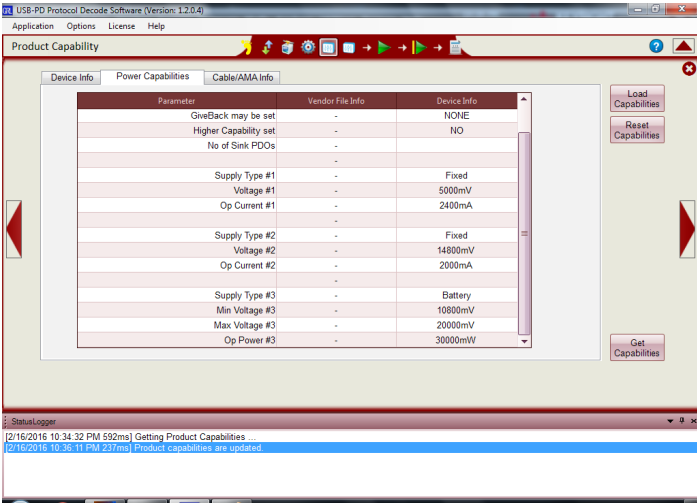 USB-PD Protocol Decode Software (Version: 1.2.0.4)
Application Options License Help
Product Capability
Device Info Power Capabilities Cable/AMA Info
Parameter Vendor File Info Device Info
GiveBack may be set - NONE
Higher Capability set - NO
No of Sink PDOs -
-
Supply Type #1 - Fixed
Voltage #1 - 5000mV
Op Current #1 - 2400mA
-
Supply Type #2 - Fixed
Voltage #2 - 14800mV
Op Current #2 - 2000mA
-
Supply Type #3 - Battery
Min Voltage #3 - 10800mV
Max Voltage #3 - 20000mV
Op Power #3 - 30000mW
Load
Capabilities
Reset
Capabilities
Get
Capabilities
StatusLogger
[2/16/2016 10:34:32 PM 592ms] Getting Product Capabilities ...
[2/16/2016 10:36:11 PM 237ms] Product capabilities are updated.